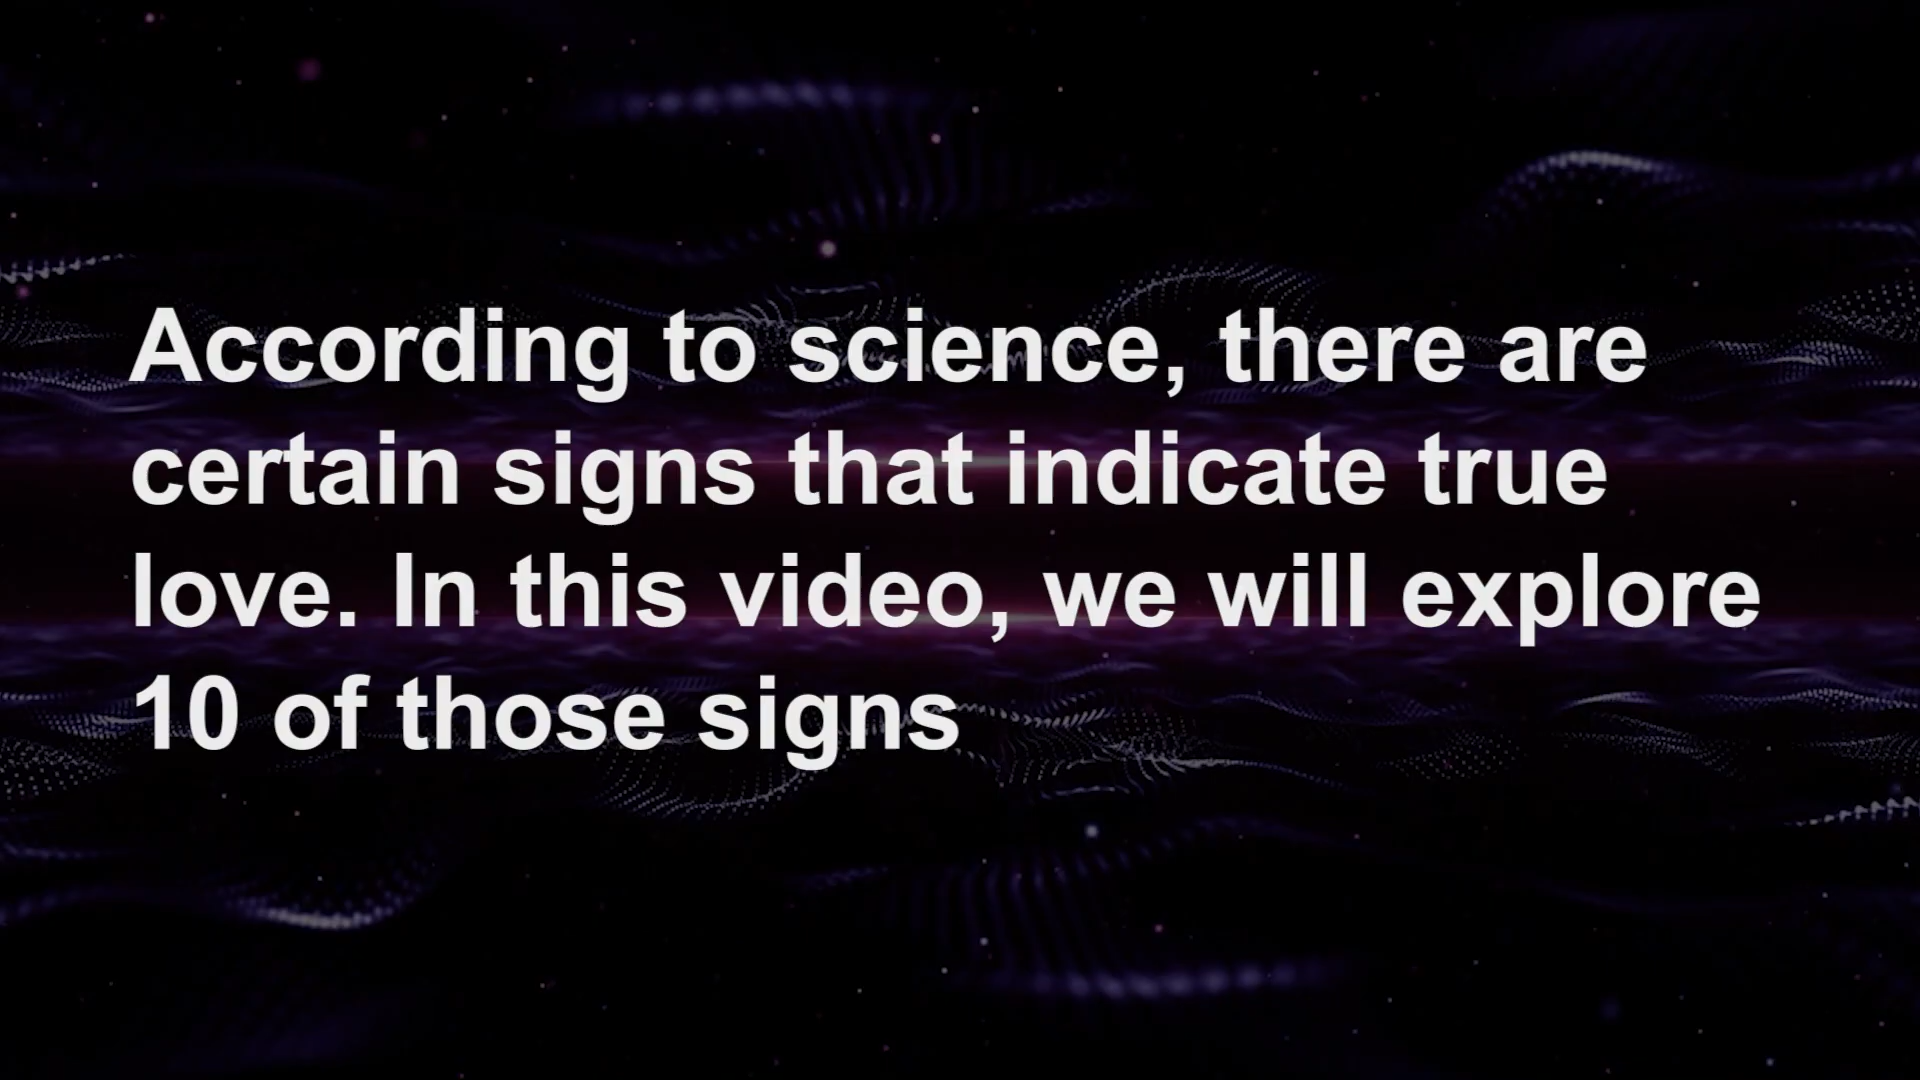 According to science, there are
certain signs that indicate true
love. In this video, we will explore
10 of those signs